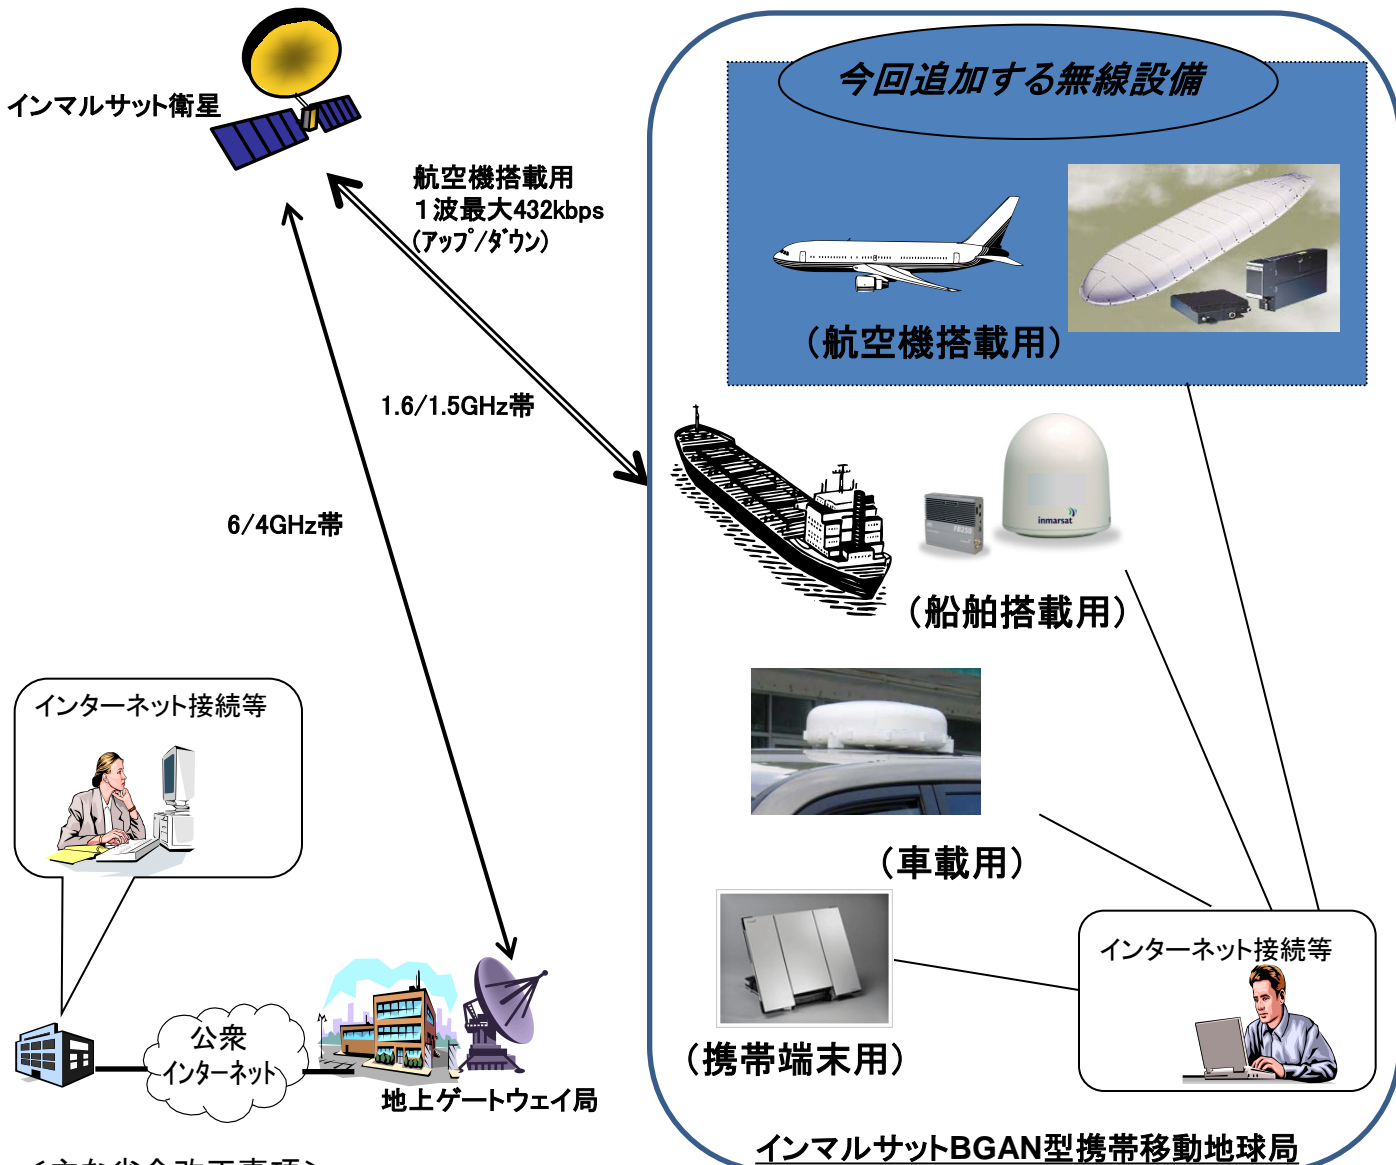 インマルサット衛星
航空機搭載用
1波最大432kbps
(アップ/ダウン)
1.6/1.5GHz帯
6/4GHz帯
今回追加する無線設備
(航空機搭載用)
inmarsat
(船舶搭載用)
(車載用)
(携帯端末用)
インターネット接続等
インマルサットBGAN型携帯移動地球局
インターネット接続等
公衆
インターネット
地上ゲートウェイ局